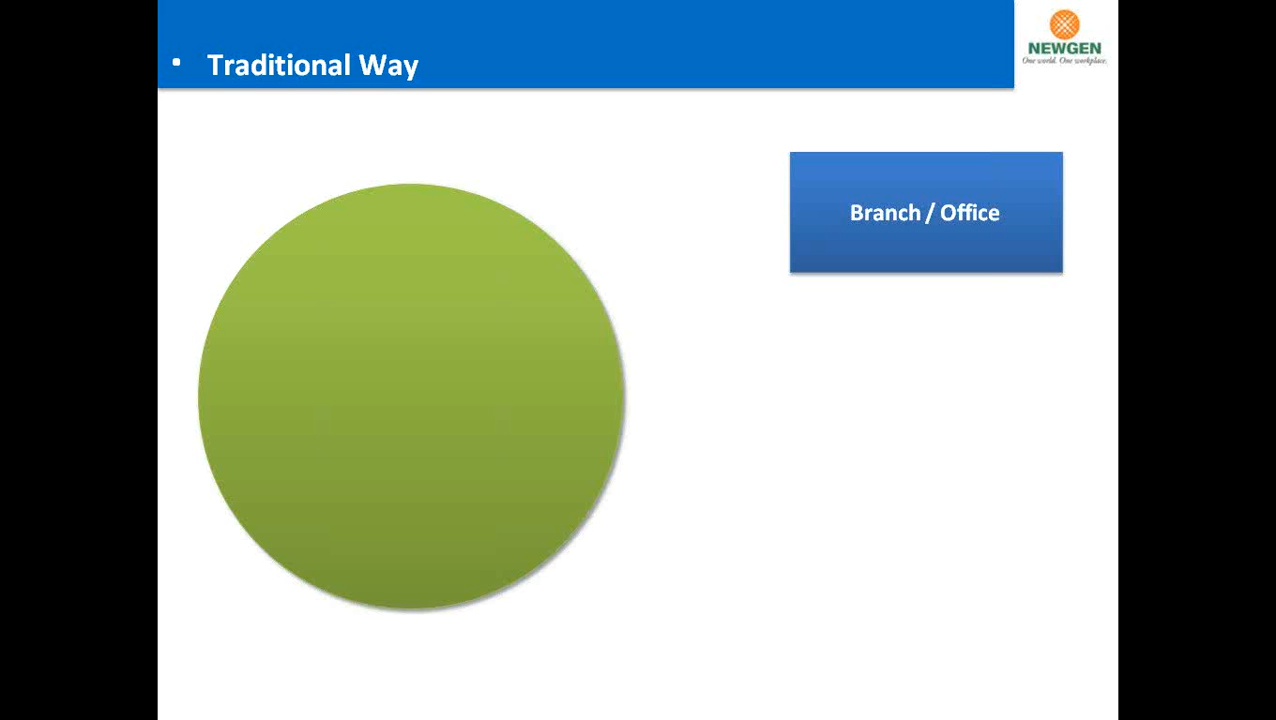 • Traditional Way
NEWGEN
One world. One workplace.
Branch / Office